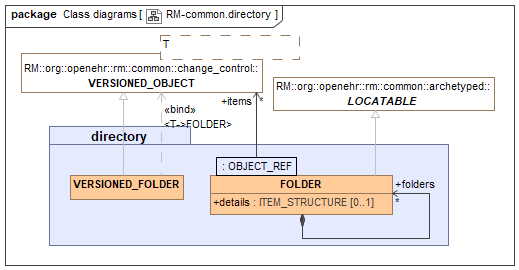 package Class diagrams [ RM-common.directory ]
T
RM::org::openehr::rm::common::change_control::
VERSIONED_OBJECT
RM::org::openehr::rm::common::archetyped::
LOCATABLE
+items
*
«bind»
<T->FOLDER>
directory
: OBJECT_REF
VERSIONED_FOLDER
FOLDER
+details : ITEM_STRUCTURE [0..1]
+folders
*